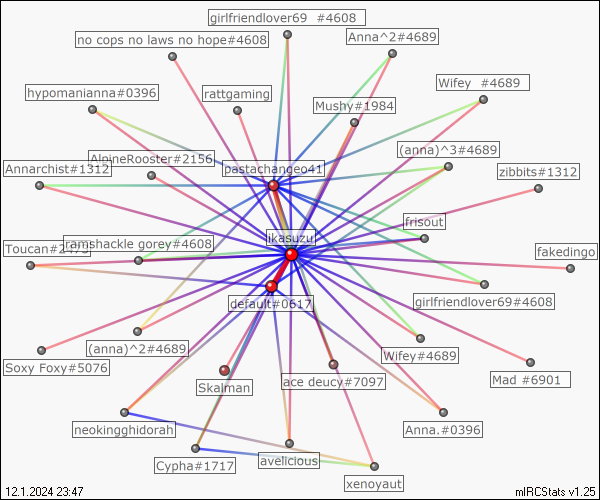 girlfriendlover69  #4608
no cops no laws no hope#4608
Anna^2#4689
hypomanianna#0396
rattgaming
Wifey  #4689
Mushy#1984
Annarchist#1312
AlpineRooster#2156
pastachangeo41
(anna)^3#4689
zibbits#1312
frisout
ikasuzu
Toucan#2473
ramshackle gorey#4608
fakedingo
default#0617
girlfriendlover69#4608
(anna)^2#4689
Wifey#4689
Soxy Foxy#5076
Skalman
ace deucy#7097
Mad #6901
neokingghidorah
Anna.#0396
Cypha#1717
avelicious
xenoyaut
12.1.2024 23:47
mIRCStats v1.25